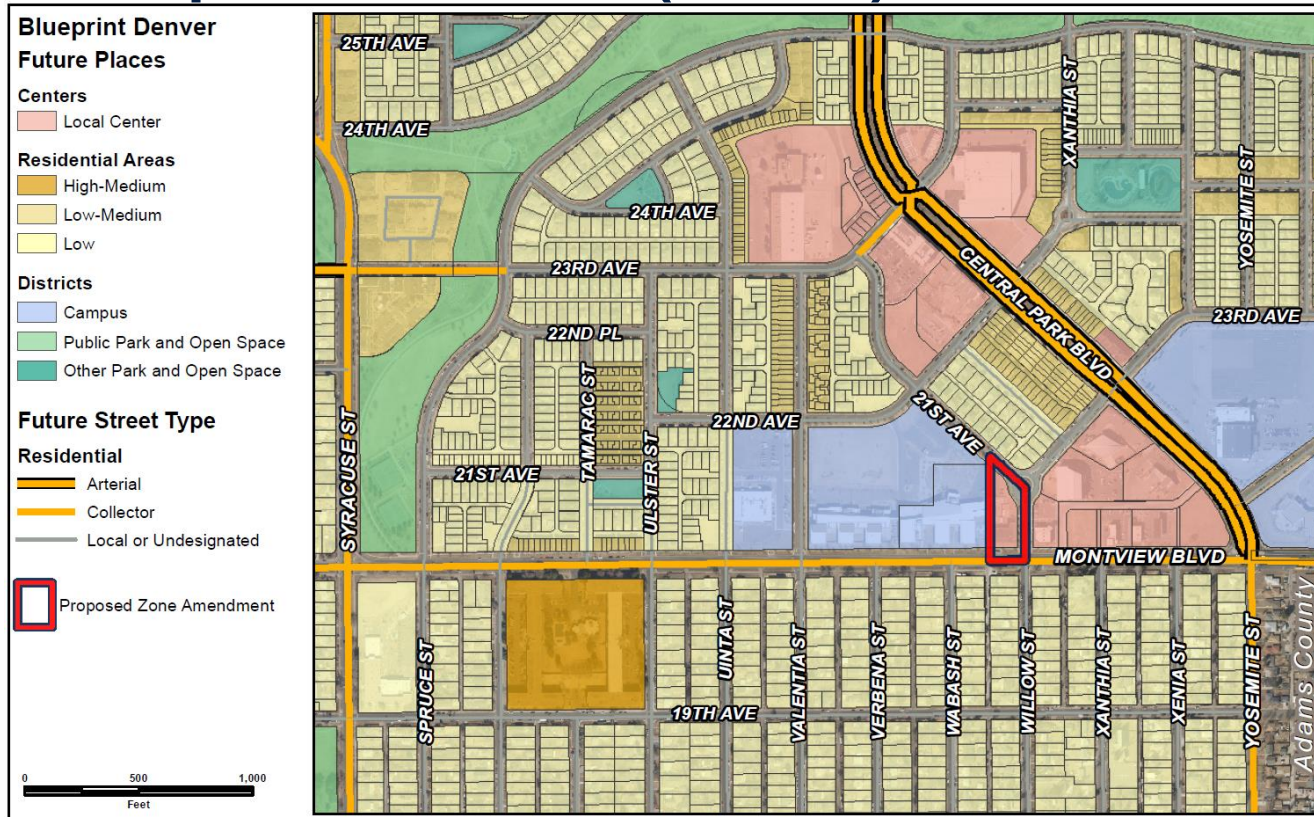 Blueprint Denver
Future Places
Centers
Local Center
Residential Areas
High-Medium
Low-Medium
Low
Districts
Campus
Public Park and Open Space
Other Park and Open Space
Future Street Type
Residential
Arterial
Collector
Local or Undesignated
Proposed Zone Amendment
0 500 1,000
Feet
25TH AVE
24TH AVE
XANTHIA ST
YOSEMITE ST
24TH AVE
23RD AVE
CENTRAL PARK BLVD
23RD AVE
22ND PL
SYRACUSE ST
TAMARAC ST
ULSTER ST
22ND AVE
21ST AVE
21ST AVE
MONTVIEW BLVD
SPRUCE ST
UINTA ST
VALENTIA ST
VERBENA ST
WABASH ST
WILLOW ST
XANTHIA ST
XENIA ST
YOSEMITE ST
Adams County
19TH AVE